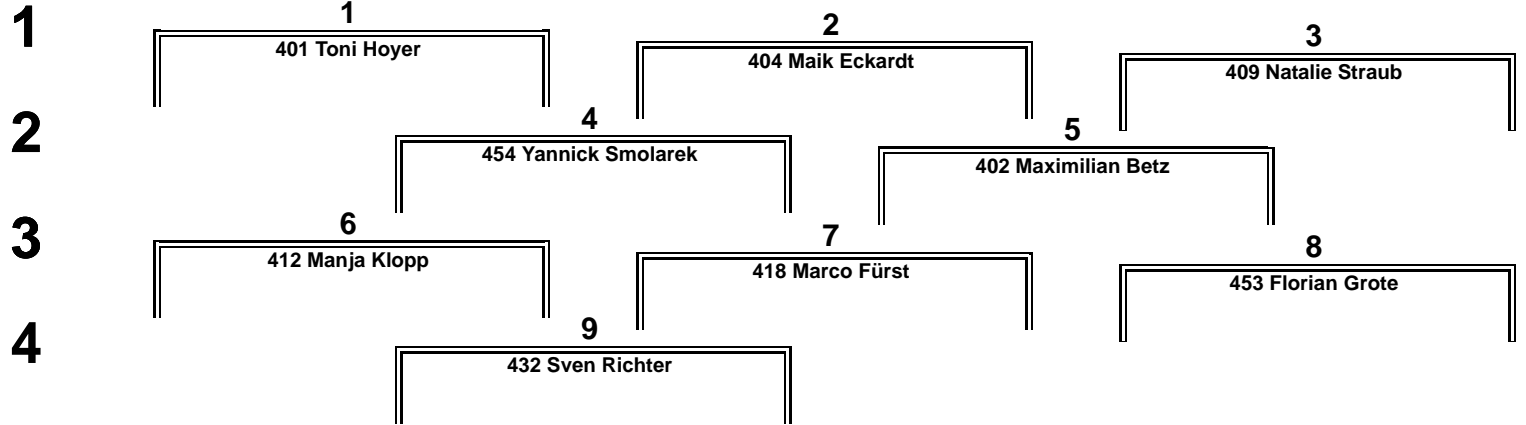 1
1
401 Toni Hoyer
2
404 Maik Eckardt
3
409 Natalie Straub
2
4
454 Yannick Smolarek
5
402 Maximilian Betz
3
6
412 Manja Klopp
7
418 Marco Fürst
8
453 Florian Grote
4
9
432 Sven Richter